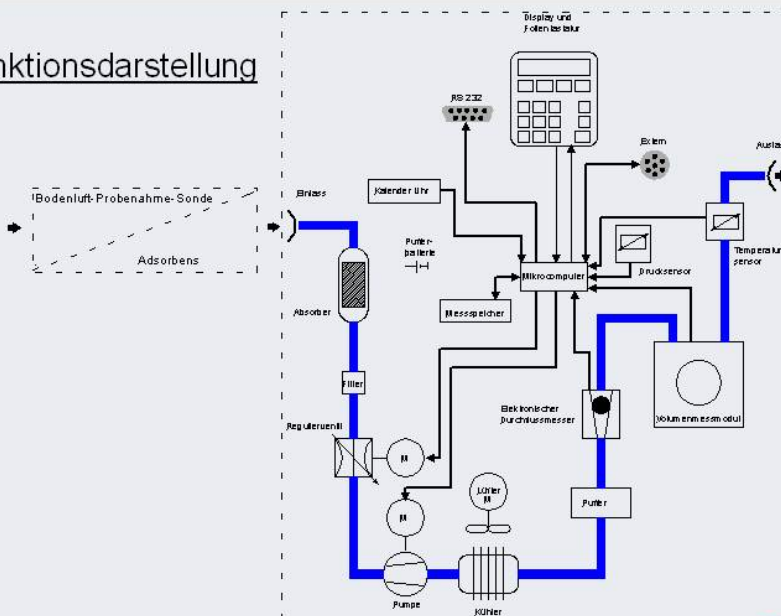 nktionsdarstellung
Display und
Folientastatur
RS 232
Extern
Auslas
Bodenluft-Probenahme-Sonde
Adsorbens
Einlass
Kalender Uhr
Puffer-
batterie
Mikrocomputer
Drucksensor
Temperatur
sensor
Absorber
Messspeicher
Filter
Elektronischer
Durchflussmesser
Volumenmessmodul
Regulierventil
M
M
Lüfter
M
Puffer
Pumpe
Kühler